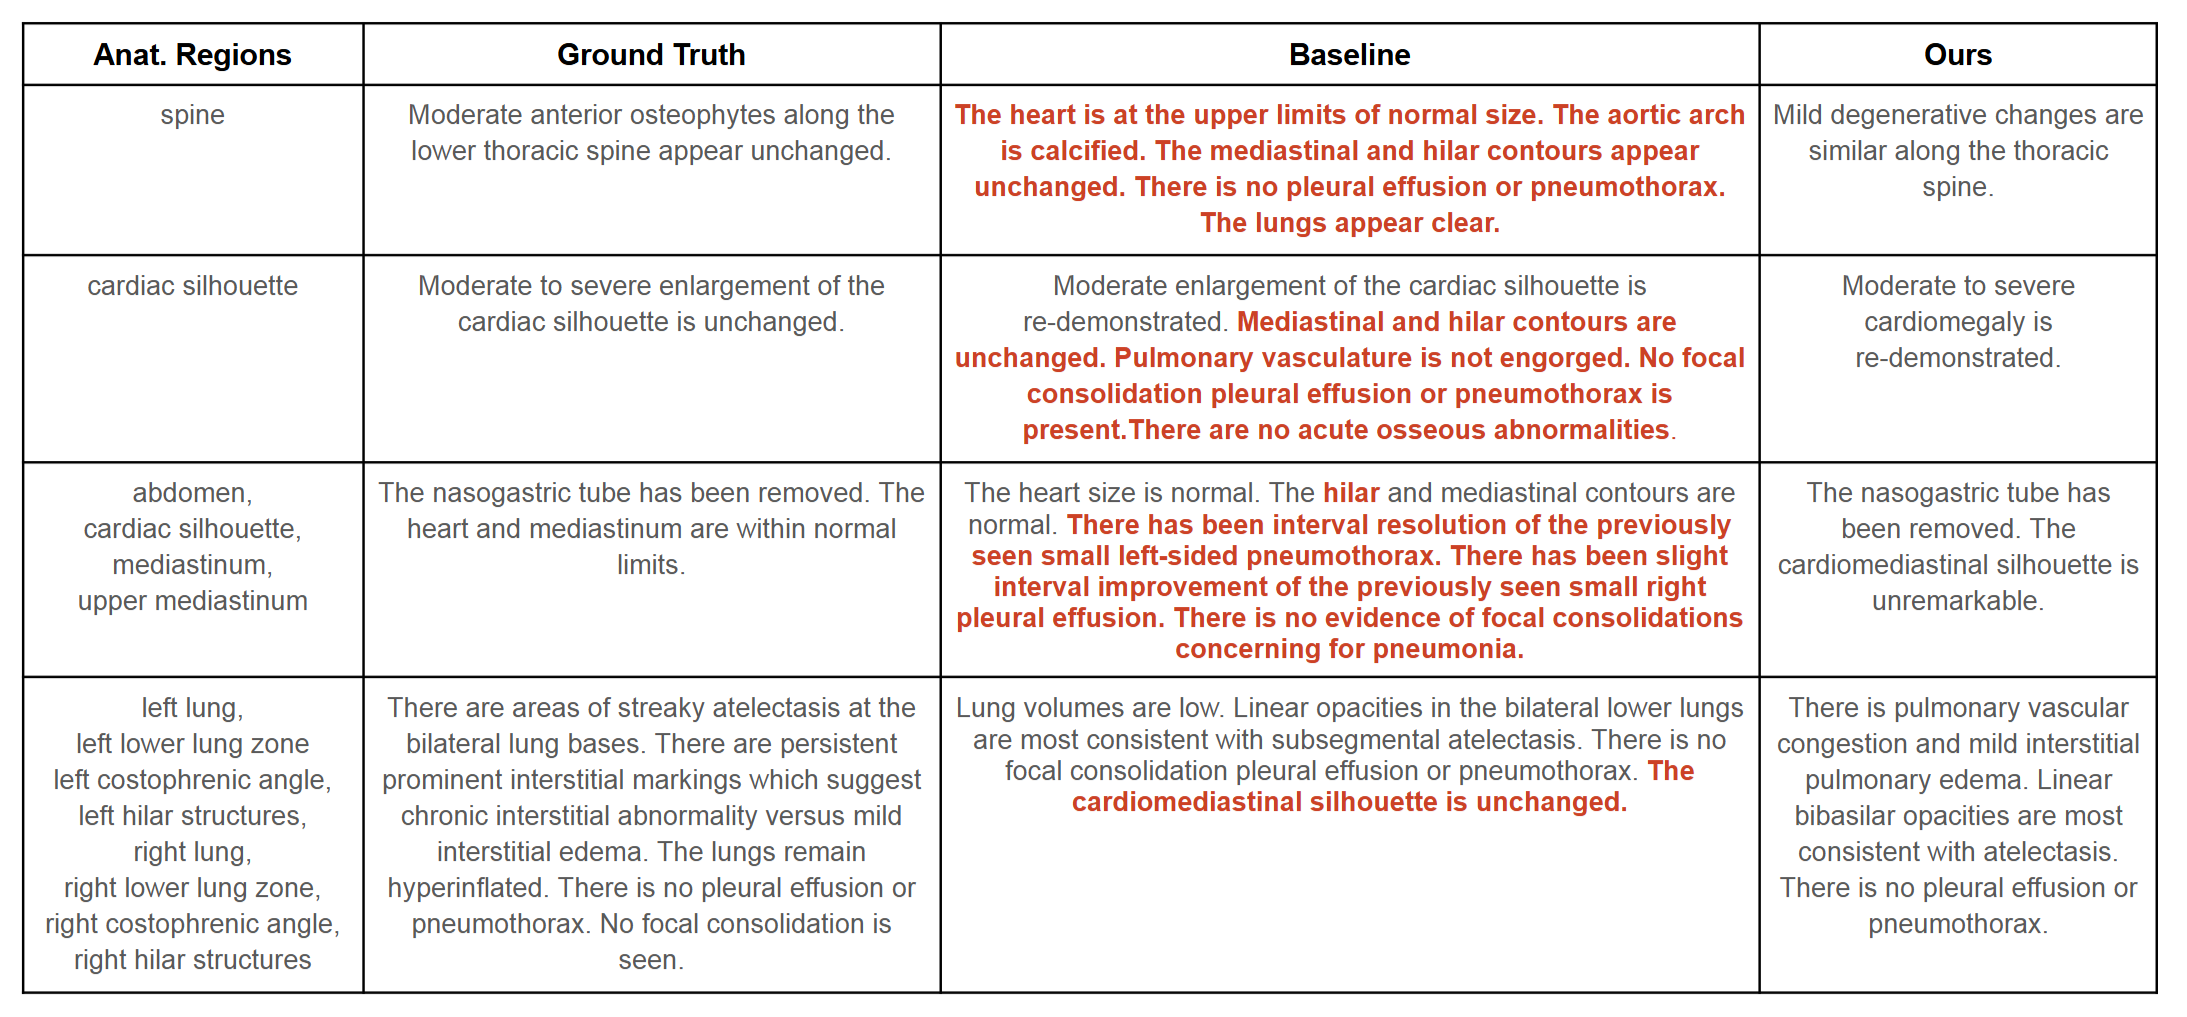 Anat. Regions
Ground Truth
Baseline
Ours
spine
Moderate anterior osteophytes along the
lower thoracic spine appear unchanged.
The heart is at the upper limits of normal size. The aortic arch
is calcified. The mediastinal and hilar contours appear
unchanged. There is no pleural effusion or pneumothorax.
The lungs appear clear.
Mild degenerative changes are
similar along the thoracic
spine.
cardiac silhouette
Moderate to severe enlargement of the
cardiac silhouette is unchanged.
Moderate enlargement of the cardiac silhouette is
re-demonstrated. Mediastinal and hilar contours are
unchanged. Pulmonary vasculature is not engorged. No focal
consolidation pleural effusion or pneumothorax is
present.There are no acute osseous abnormalities.
Moderate to severe
cardiomegaly is
re-demonstrated.
abdomen,
cardiac silhouette,
mediastinum,
upper mediastinum
The nasogastric tube has been removed. The
heart and mediastinum are within normal
limits.
The heart size is normal. The hilar and mediastinal contours are
normal. There has been interval resolution of the previously
seen small left-sided pneumothorax. There has been slight
interval improvement of the previously seen small right
pleural effusion. There is no evidence of focal consolidations
concerning for pneumonia.
The nasogastric tube has
been removed. The
cardiomediastinal silhouette is
unremarkable.
left lung,
left lower lung zone
left costophrenic angle,
left hilar structures,
right lung,
right lower lung zone,
right costophrenic angle,
right hilar structures
There are areas of streaky atelectasis at the
bilateral lung bases. There are persistent
prominent interstitial markings which suggest
chronic interstitial abnormality versus mild
interstitial edema. The lungs remain
hyperinflated. There is no pleural effusion or
pneumothorax. No focal consolidation is
seen.
Lung volumes are low. Linear opacities in the bilateral lower lungs
are most consistent with subsegmental atelectasis. There is no
focal consolidation pleural effusion or pneumothorax. The
cardiomediastinal silhouette is unchanged.
There is pulmonary vascular
congestion and mild interstitial
pulmonary edema. Linear
bibasilar opacities are most
consistent with atelectasis.
There is no pleural effusion or
pneumothorax.